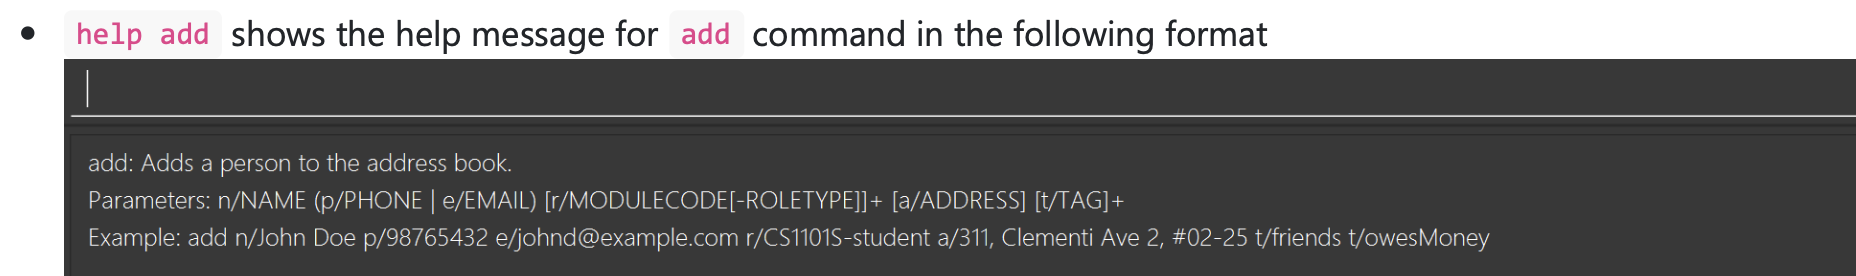 help add shows the help message for add command in the following format
add: Adds a person to the address book.
Parameters: n/NAME (p/PHONE | e/EMAIL) [r/MODULECODE[-ROLETYPE]]+ [a/ADDRESS] [t/TAG]+
Example: add n/John Doe p/98765432 e/johnd@example.com r/CS1101S-student a/311, Clementi Ave 2, #02-25 t/friends t/owesMoney